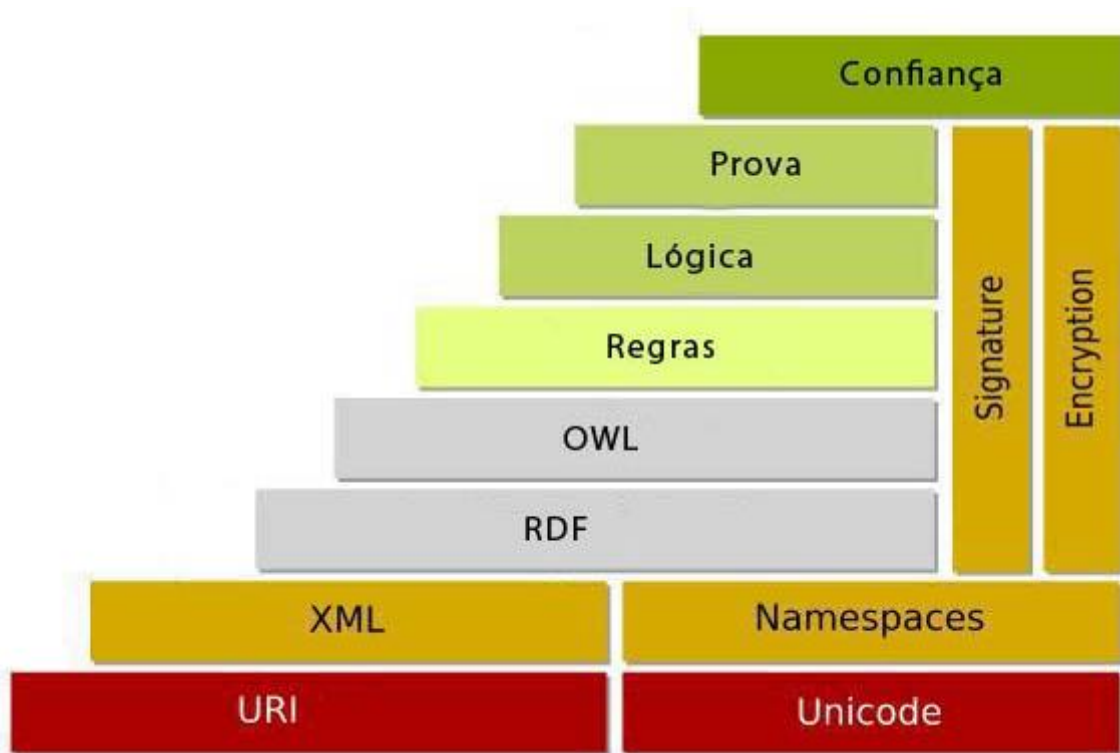 Confiança
Prova
Lógica
Regras
OWL
RDF
Signature
Encryption
XML
Namespaces
URI
Unicode